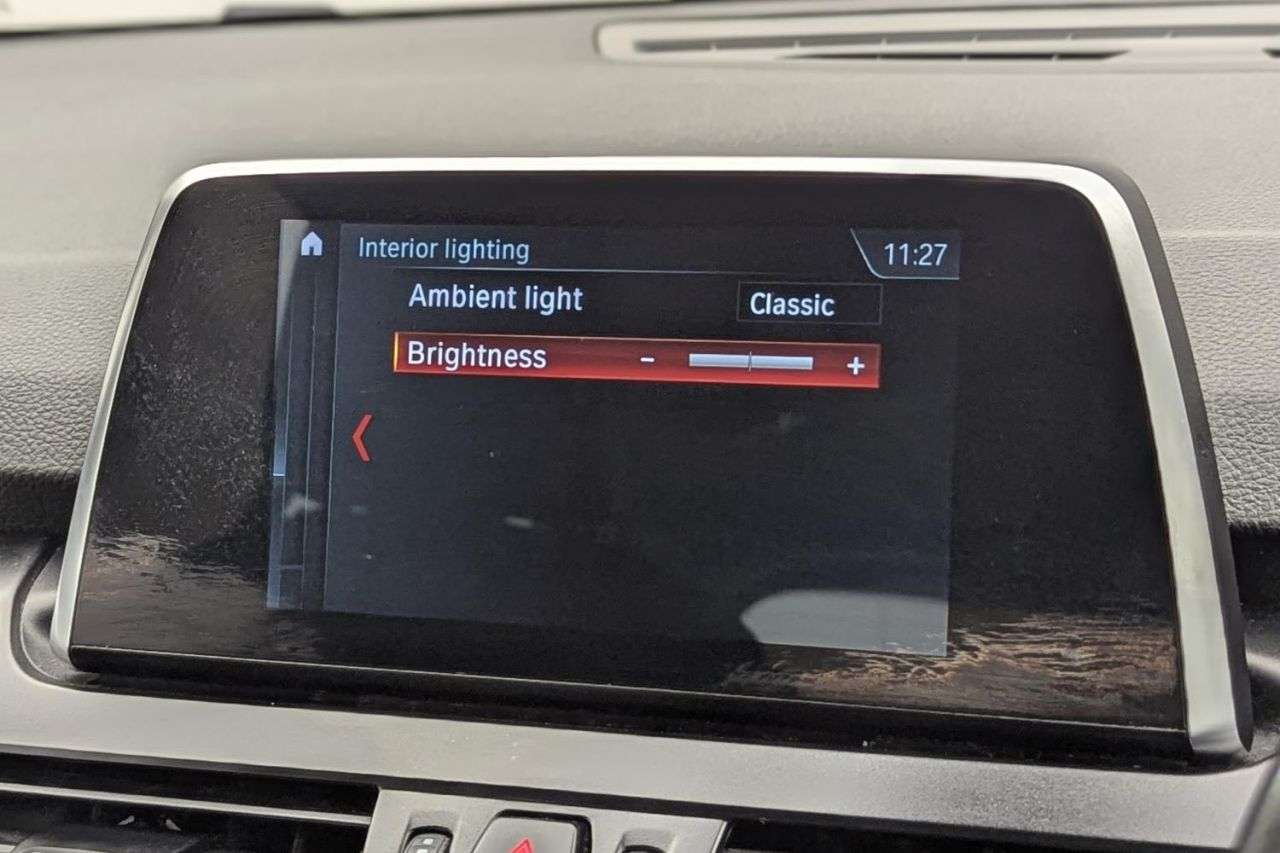 Interior lighting
11:27
Ambient light
Classic
Brightness - +